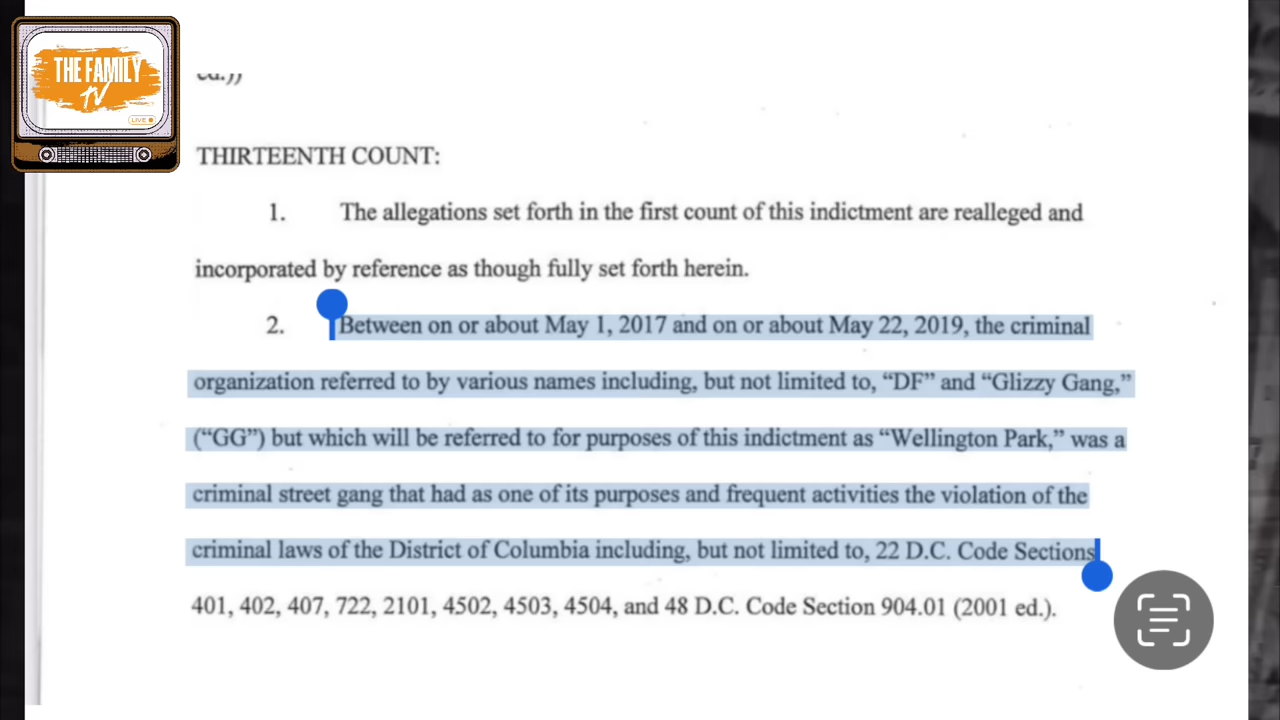 THE FAMILY
TV
LIVE
ed.))
THIRTEENTH COUNT:
1. The allegations set forth in the first count of this indictment are realleged and
incorporated by reference as though fully set forth herein.
2. Between on or about May 1, 2017 and on or about May 22, 2019, the criminal
organization referred to by various names including, but not limited to, “DF” and “Glizzy Gang,”
(“GG”) but which will be referred to for purposes of this indictment as “Wellington Park,” was a
criminal street gang that had as one of its purposes and frequent activities the violation of the
criminal laws of the District of Columbia including, but not limited to, 22 D.C. Code Sections
401, 402, 407, 722, 2101, 4502, 4503, 4504, and 48 D.C. Code Section 904.01 (2001 ed.).